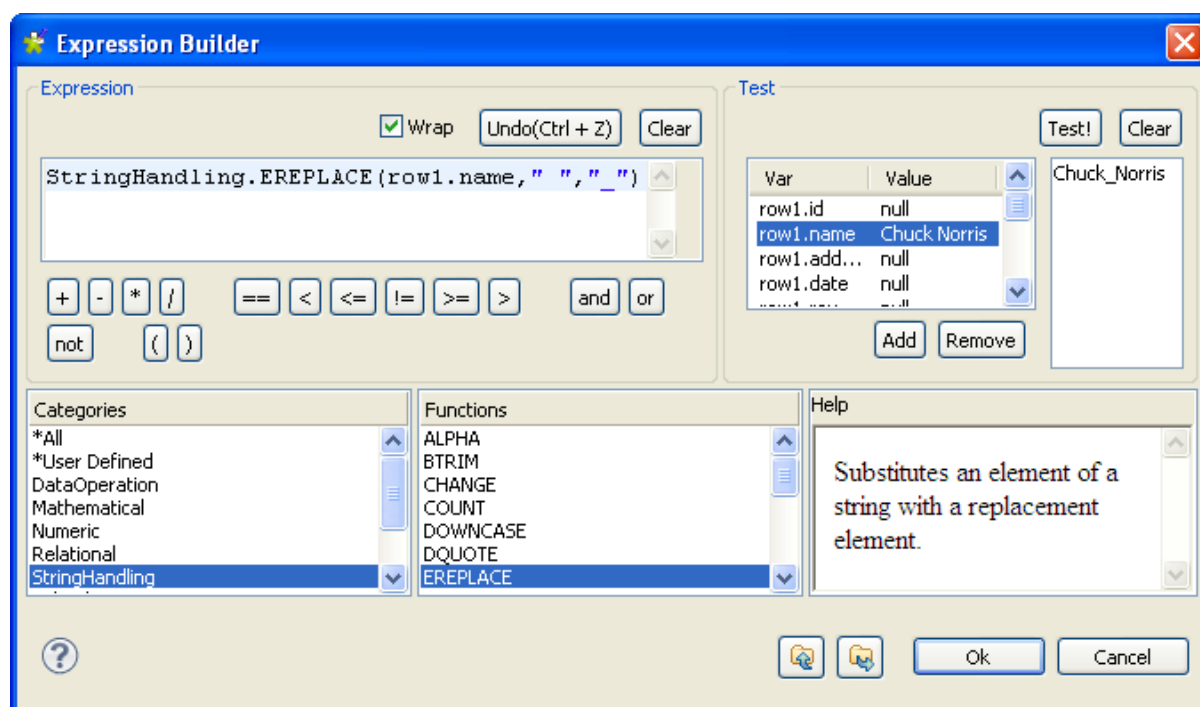 Expression Builder
Expression
Wrap
Undo(Ctrl + Z)
Clear
StringHandling.EREPLACE(row1.name," ","_")
+ - * / == < <= != >= > and or
not ( )
Test
Test! Clear
Var Value
row1.id null
row1.name Chuck Norris
row1.add... null
row1.date null
Chuck_Norris
Add Remove
Categories
*All
*User Defined
DataOperation
Mathematical
Numeric
Relational
StringHandling
Functions
ALPHA
BTRIM
CHANGE
COUNT
DOWNCASE
DQUOTE
EREPLACE
Help
Substitutes an element of a
string with a replacement
element.
?
Ok Cancel